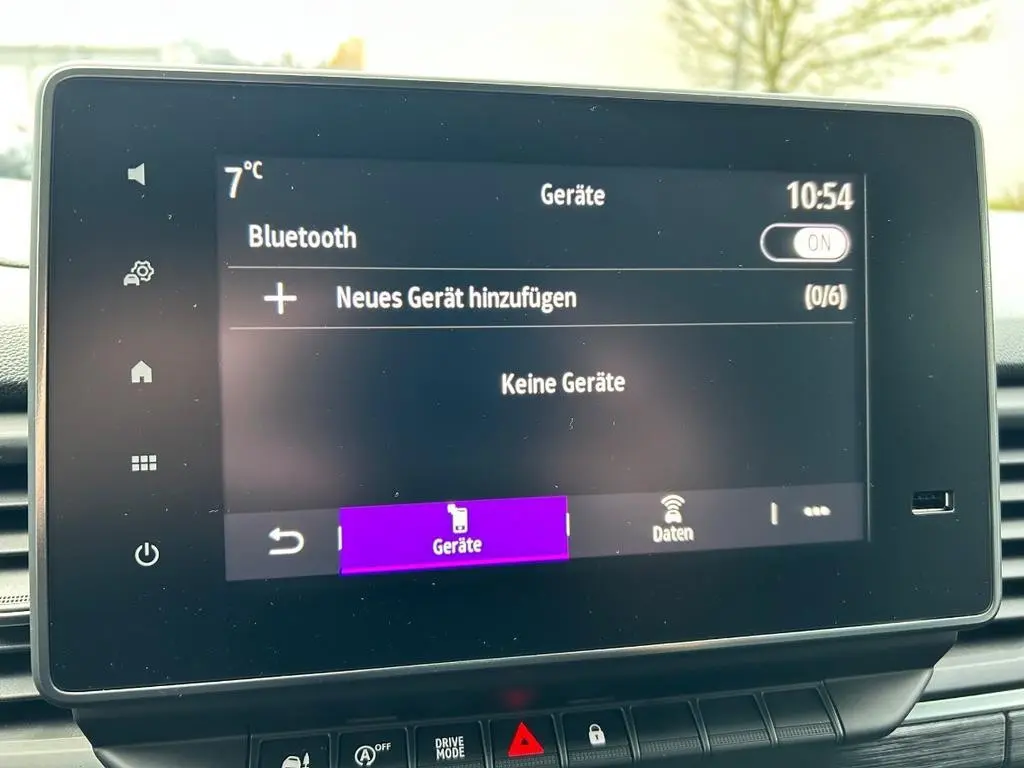 7°C
Geräte
10:54
Bluetooth
ON
Neues Gerät hinzufügen
(0/6)
Keine Geräte
Geräte
Daten
OFF
DRIVE
MODE